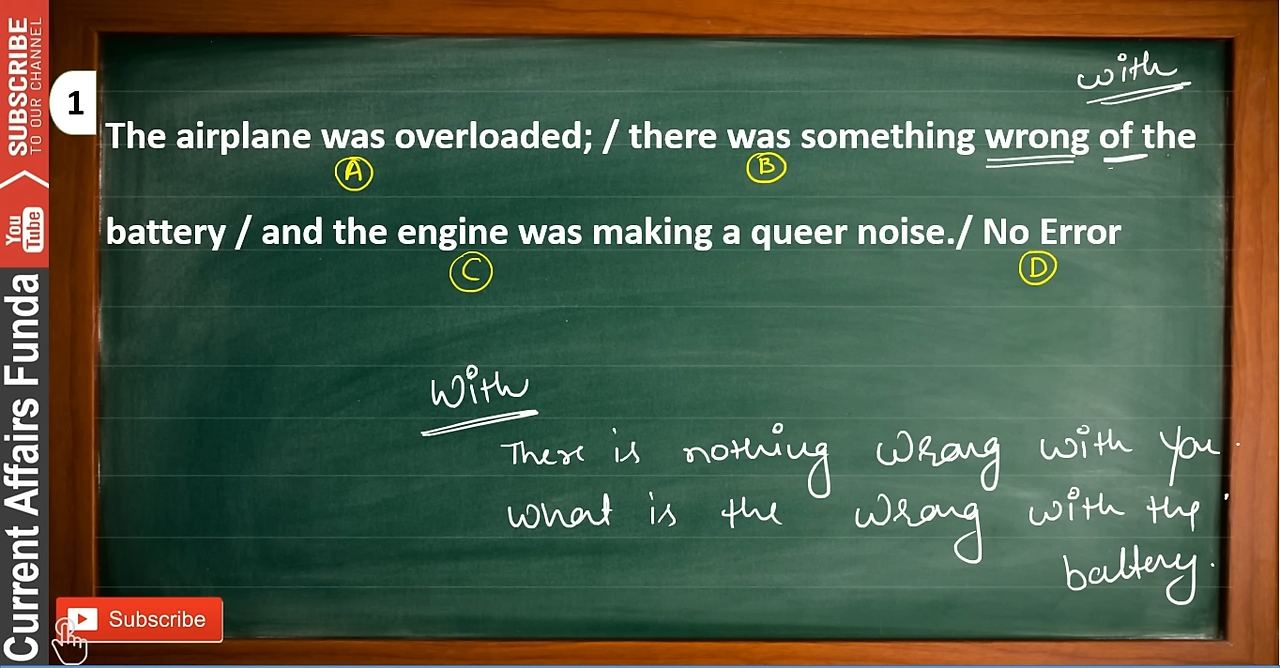 SUBSCRIBE
TO OUR CHANNEL
You
Tube
Current Affairs Funda
1
with
The airplane was overloaded; / there was something wrong of the
A
B
battery / and the engine was making a queer noise./ No Error
C
D
With
There is nothing wrong with you.
what is the wrong with the
battery.
Subscribe